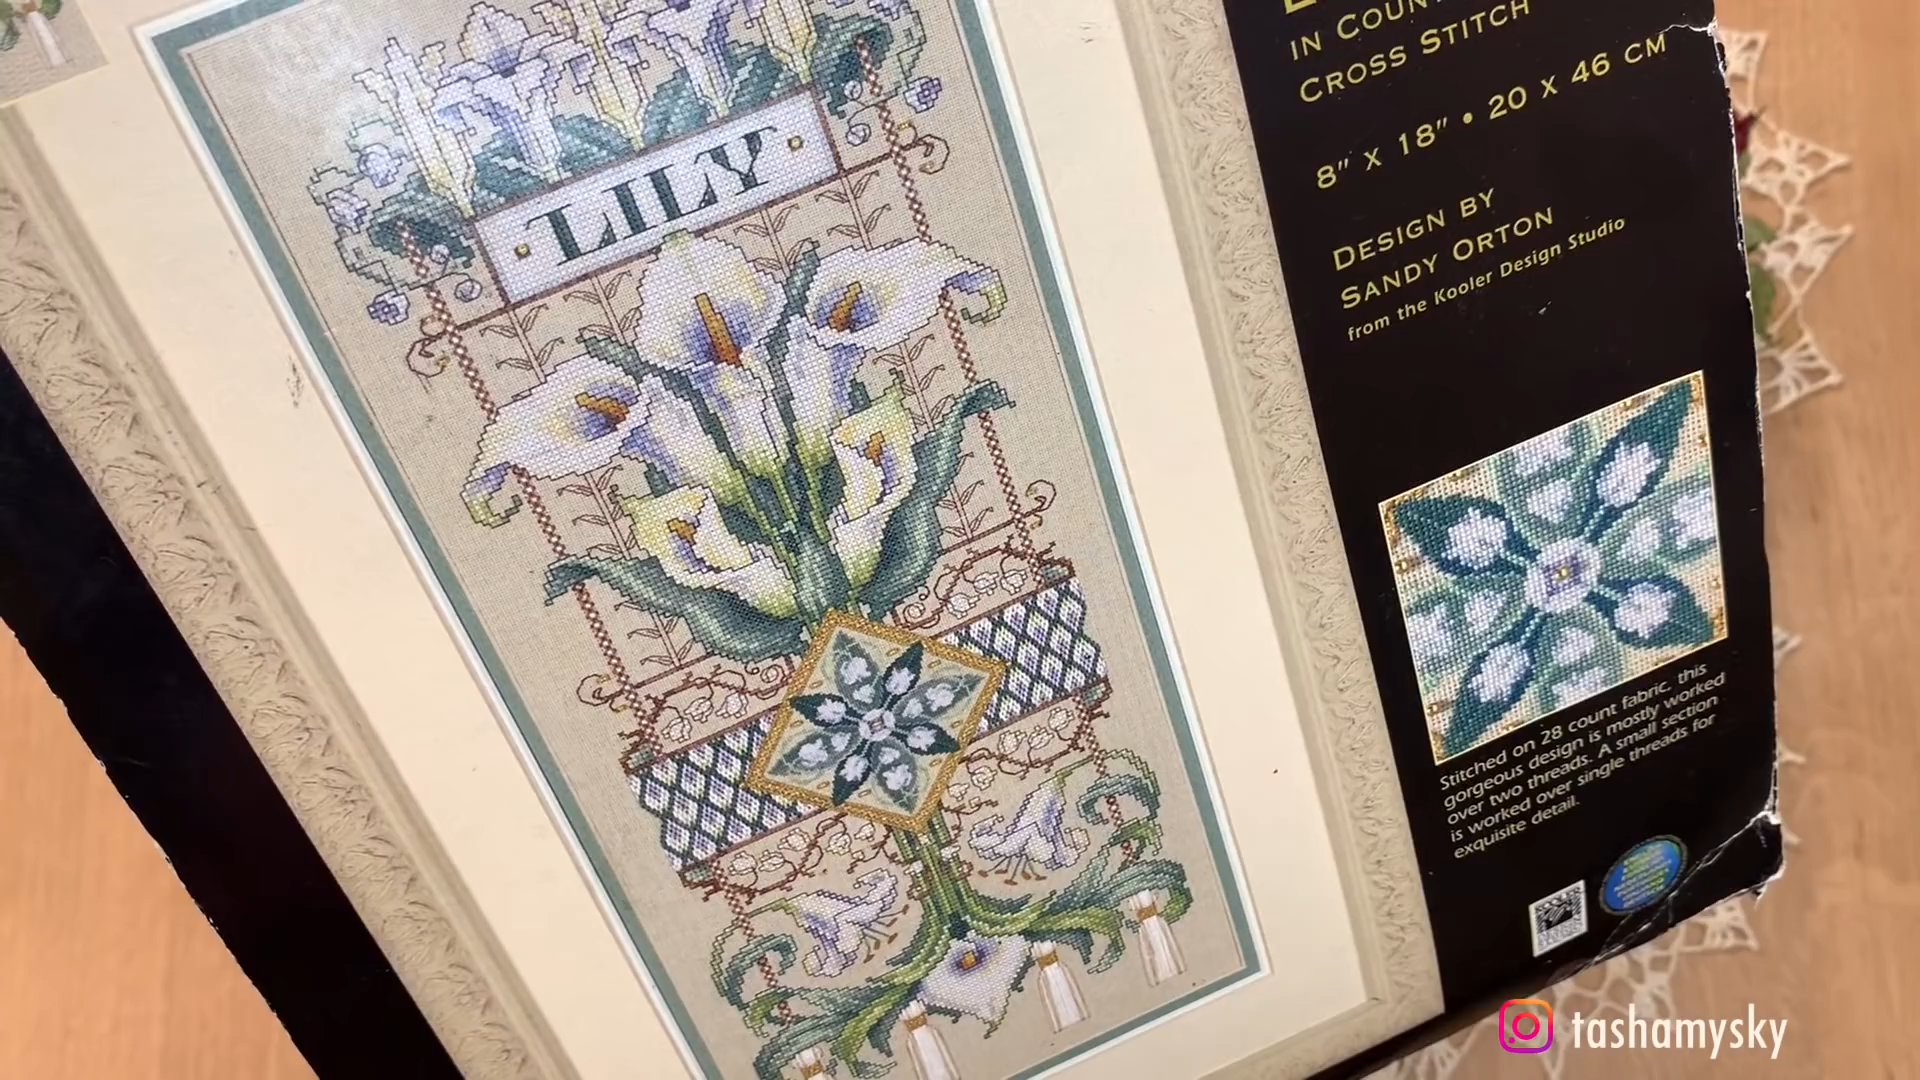 LILY
IN COUN
CROSS STITCH
8" X 18" • 20 X 46 CM
DESIGN BY
SANDY ORTON
from the Kooler Design Studio
Stitched on 28 count fabric, this
gorgeous design is mostly worked
over two threads. A small section
is worked over single threads for
exquisite detail.
tashamysky